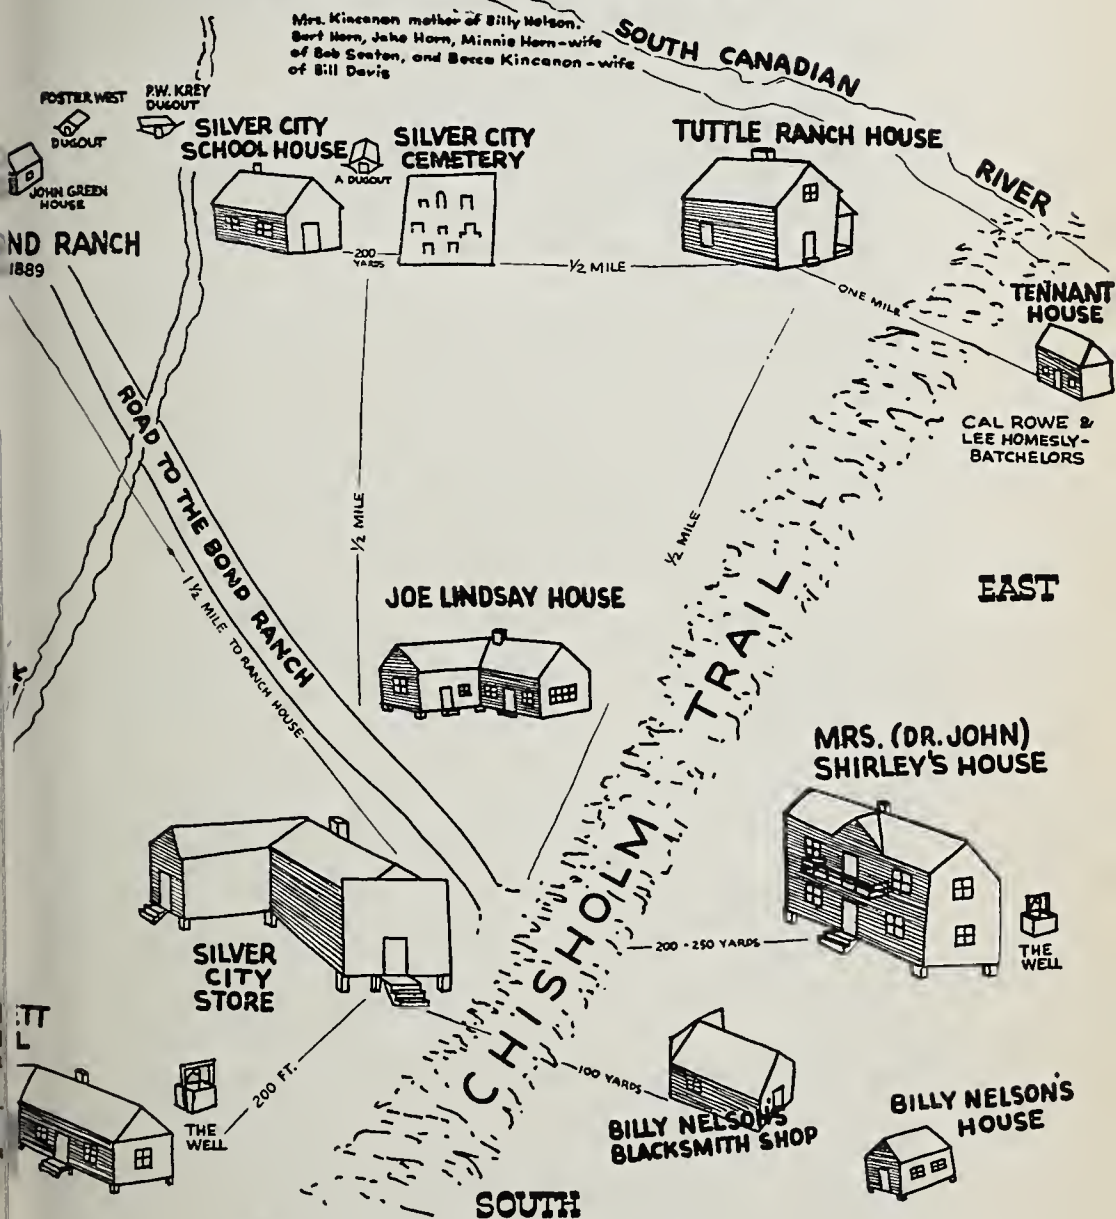 Mrs. Kincanon mother of Billy Nelson.
Bert Horn, Jake Horn, Minnie Horn-wife
of Bob Seaton, and Becca Kincanon-wife
of Bill Davis
SOUTH CANADIAN
RIVER
FOSTER WEST
DUGOUT
P.W. KREY
DUGOUT
JOHN GREEN
HOUSE
SILVER CITY
SCHOOL HOUSE
A DUGOUT
SILVER CITY
CEMETERY
TUTTLE RANCH HOUSE
ND RANCH
1889
200
YARDS
1/2 MILE
ONE MILE
TENNANT
HOUSE
CAL ROWE &
LEE HOMESLY-
BATCHELORS
ROAD TO THE BOND RANCH
1 1/2 MILE TO RANCH HOUSE
1/2 MILE
1/2 MILE
EAST
JOE LINDSAY HOUSE
CHISHOLM TRAIL
MRS. (DR. JOHN)
SHIRLEY'S HOUSE
200-250 YARDS
THE
WELL
SILVER
CITY
STORE
ETT
L
200 FT.
THE
WELL
100 YARDS
BILLY NELSONS
BLACKSMITH SHOP
BILLY NELSON'S
HOUSE
SOUTH